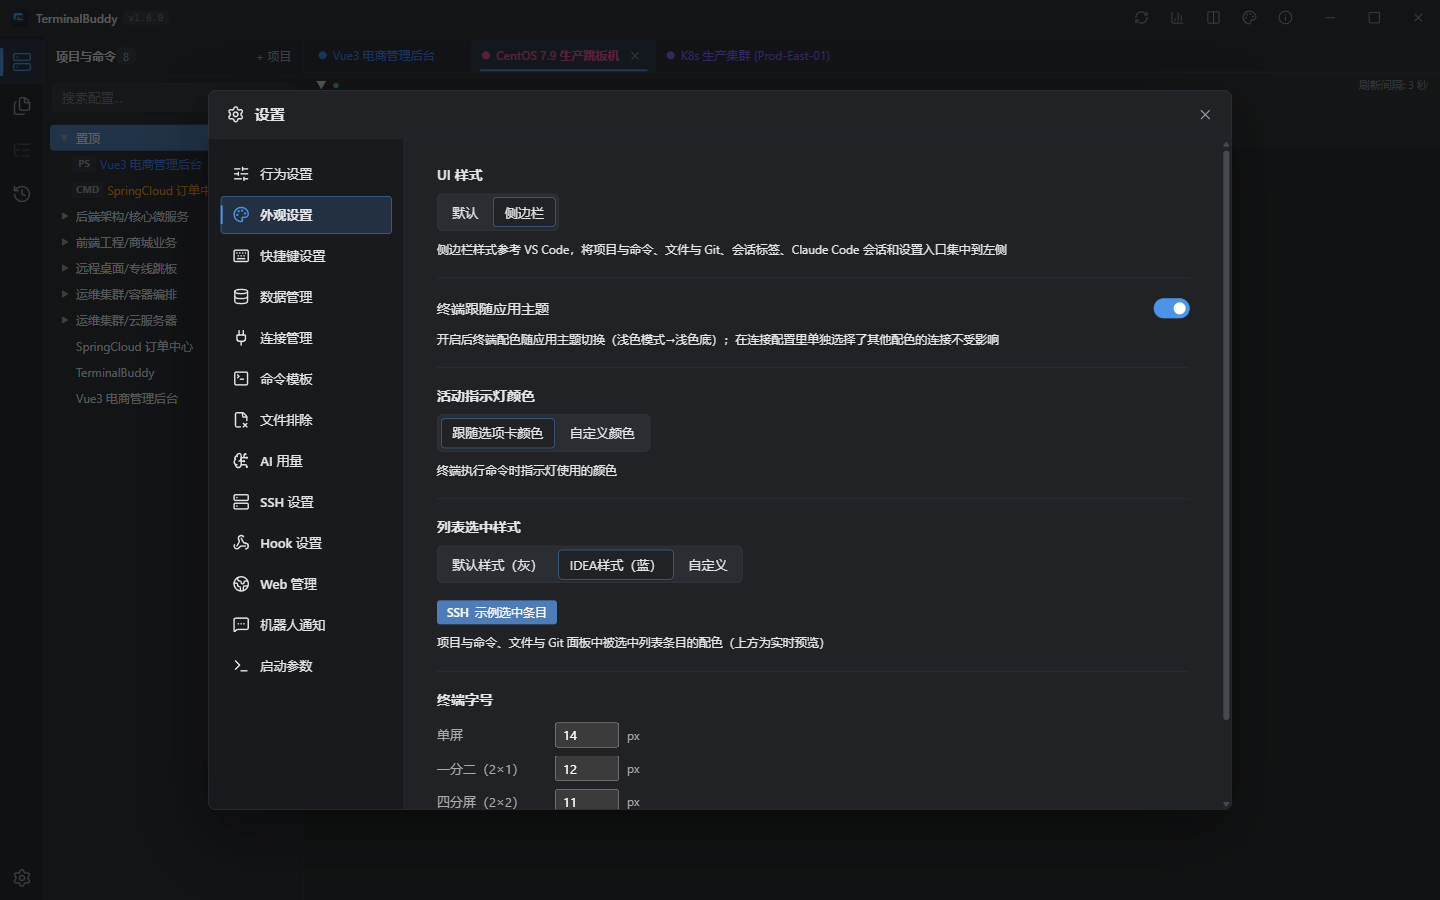 TerminalBuddy v1.6.0
项目与命令 8
+ 项目
Vue3 电商管理后台
CentOS 7.9 生产跳板机
K8s 生产集群 (Prod-East-01)
刷新间隔: 3 秒
搜索配置...
置顶
PS Vue3 电商管理后台
CMD SpringCloud 订单中
后端架构/核心微服务
前端工程/商城业务
远程桌面/专线跳板
运维集群/容器编排
运维集群/云服务器
SpringCloud 订单中心
TerminalBuddy
Vue3 电商管理后台
设置
行为设置
外观设置
快捷键设置
数据管理
连接管理
命令模板
文件排除
AI 用量
SSH 设置
Hook 设置
Web 管理
机器人通知
启动参数
UI 样式
默认 侧边栏
侧边栏样式参考 VS Code，将项目与命令、文件与 Git、会话标签、Claude Code 会话和设置入口集中到左侧
终端跟随应用主题
开启后终端配色随应用主题切换（浅色模式→浅色底）；在连接配置里单独选择了其他配色的连接不受影响
活动指示灯颜色
跟随选项卡颜色 自定义颜色
终端执行命令时指示灯使用的颜色
列表选中样式
默认样式（灰） IDEA样式（蓝） 自定义
SSH 示例选中条目
项目与命令、文件与 Git 面板中被选中列表条目的配色（上方为实时预览）
终端字号
单屏 14 px
一分二（2×1） 12 px
四分屏（2×2） 11 px